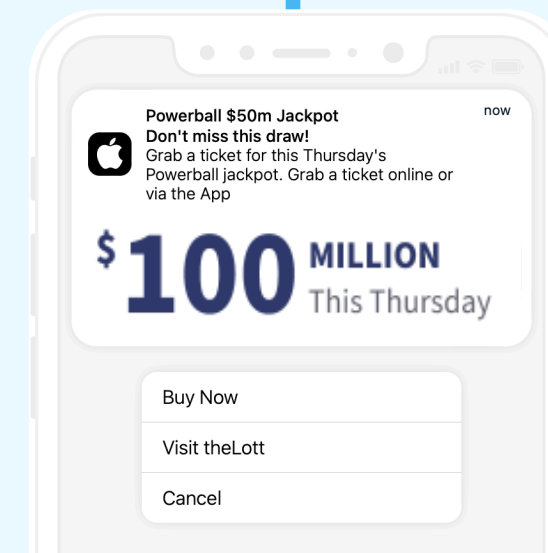 Powerball $50m Jackpot
now
Don't miss this draw!
Grab a ticket for this Thursday's
Powerball jackpot. Grab a ticket online or
via the App
$100 MILLION
This Thursday
Buy Now
Visit theLott
Cancel